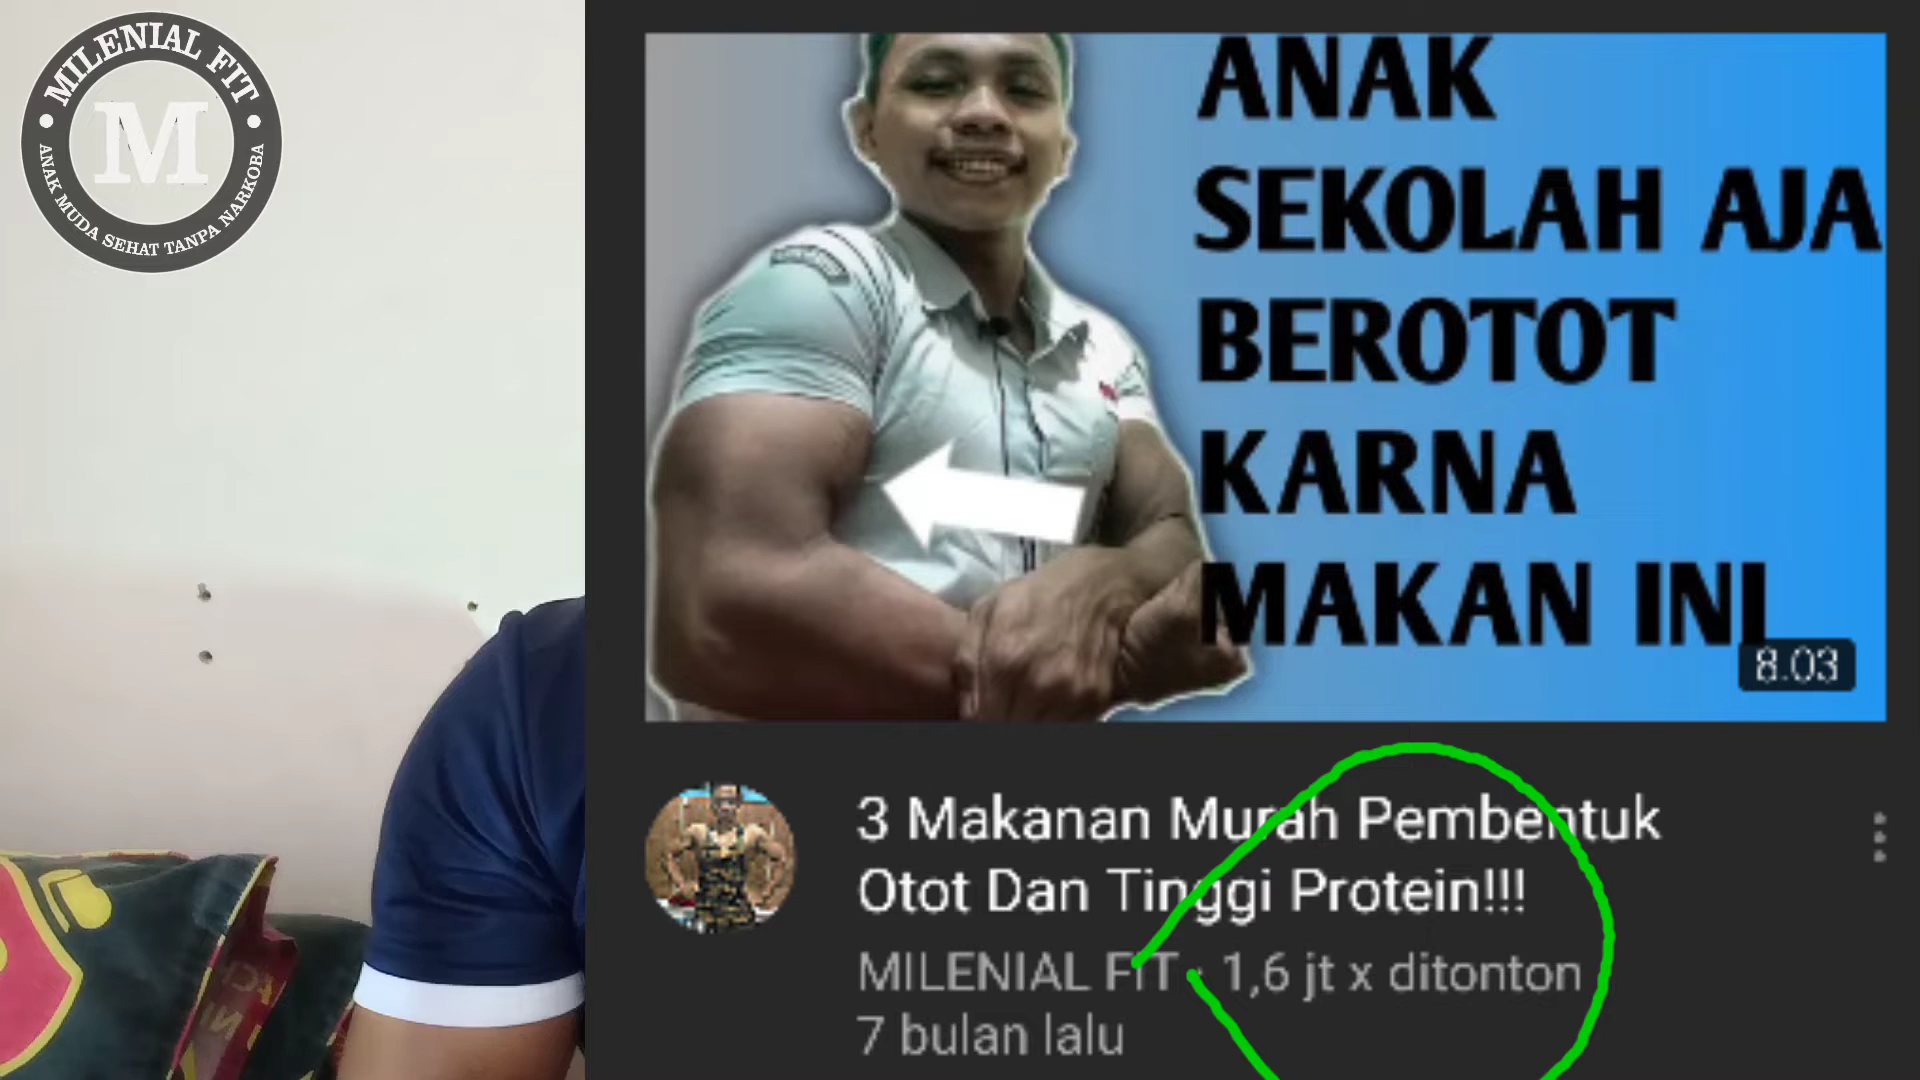 MILENIAL FIT
M
ANAK MUDA SEHAT TANPA NARKOBA
ANAK
SEKOLAH AJA
BEROTOT
KARNA
MAKAN INI
8.03
3 Makanan Murah Pembentuk
Otot Dan Tinggi Protein!!!
MILENIAL FIT · 1,6 jt x ditonton
7 bulan lalu